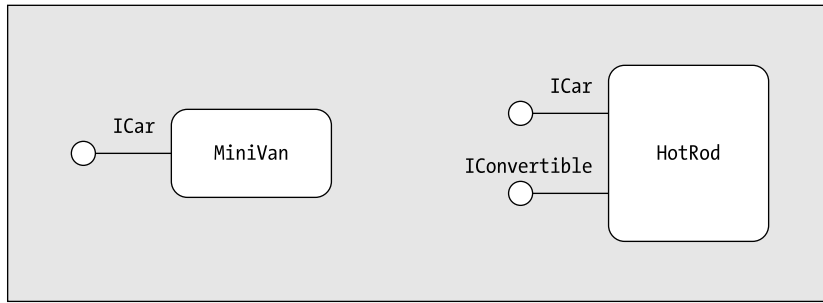 ICar
MiniVan
ICar
IConvertible
HotRod